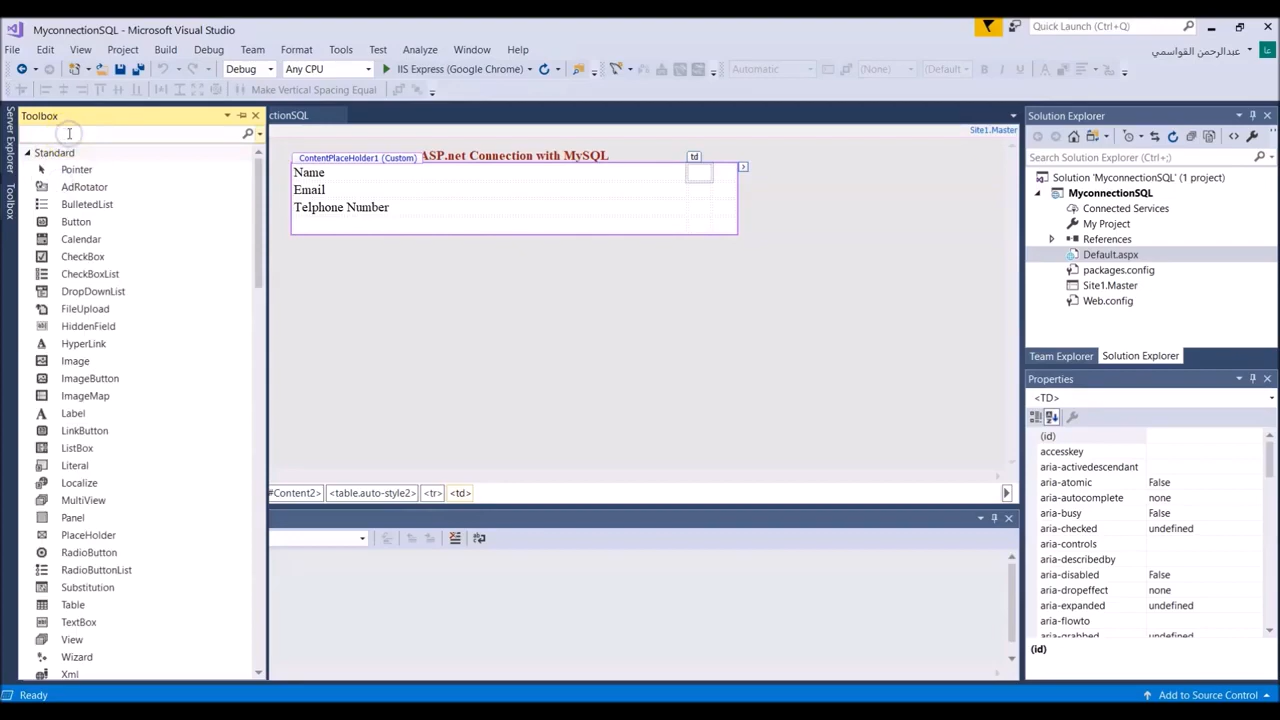 MyconnectionSQL - Microsoft Visual Studio
Quick Launch (Ctrl+Q)
File Edit View Project Build Debug Team Format Tools Test Analyze Window Help
عبدالرحمن القواسمي
عا
Debug Any CPU IIS Express (Google Chrome) Automatic (None) (Default) B I U A
Make Vertical Spacing Equal
Server Explorer
Toolbox
Toolbox
Standard
Pointer
AdRotator
BulletedList
Button
Calendar
CheckBox
CheckBoxList
DropDownList
FileUpload
HiddenField
HyperLink
Image
ImageButton
ImageMap
Label
LinkButton
ListBox
Literal
Localize
MultiView
Panel
PlaceHolder
RadioButton
RadioButtonList
Substitution
Table
TextBox
View
Wizard
Xml
ctionSQL
Site1.Master
ASP.net Connection with MySQL
ContentPlaceHolder1 (Custom)
td
Name
Email
Telphone Number
#Content2> <table.auto-style2> <tr> <td>
Solution Explorer
Search Solution Explorer (Ctrl+;)
Solution 'MyconnectionSQL' (1 project)
MyconnectionSQL
Connected Services
My Project
References
Default.aspx
packages.config
Site1.Master
Web.config
Team Explorer Solution Explorer
Properties
<TD>
(id)
accesskey
aria-activedescendant
aria-atomic False
aria-autocomplete none
aria-busy False
aria-checked undefined
aria-controls
aria-describedby
aria-disabled False
aria-dropeffect none
aria-expanded undefined
aria-flowto
aria-grabbed undefined
(id)
Ready
Add to Source Control